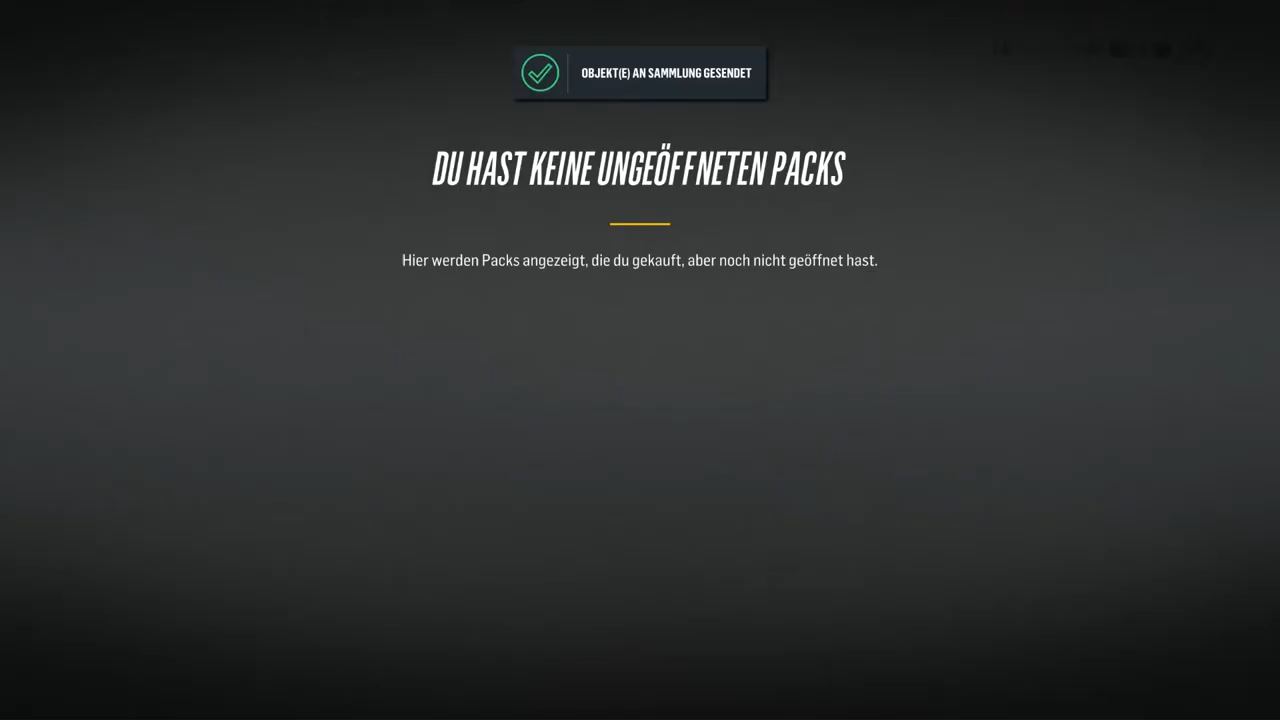 OBJEKT(E) AN SAMMLUNG GESENDET
DU HAST KEINE UNGEÖFFNETEN PACKS
Hier werden Packs angezeigt, die du gekauft, aber noch nicht geöffnet hast.